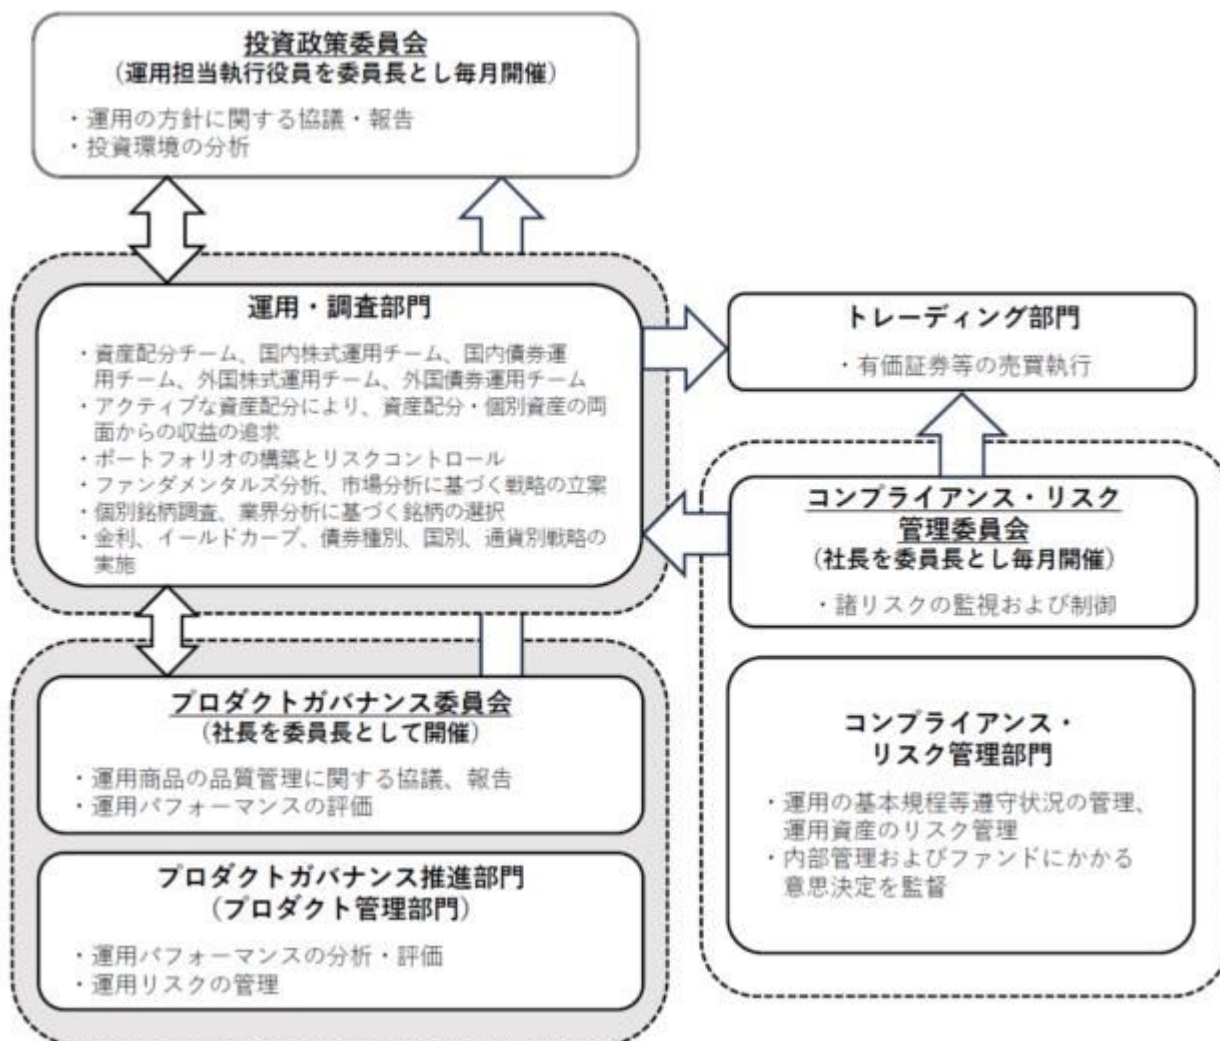 投資政策委員会
（運用担当執行役員を委員長とし毎月開催）
・運用の方針に関する協議・報告
・投資環境の分析
運用・調査部門
・資産配分チーム、国内株式運用チーム、国内債券運
用チーム、外国株式運用チーム、外国債券運用チーム
・アクティブな資産配分により、資産配分・個別資産の両
面からの収益の追求
・ポートフォリオの構築とリスクコントロール
・ファンダメンタルズ分析、市場分析に基づく戦略の立案
・個別銘柄調査、業界分析に基づく銘柄の選択
・金利、イールドカーブ、債券種別、国別、通貨別戦略の
実施
トレーディング部門
・有価証券等の売買執行
コンプライアンス・リスク
管理委員会
（社長を委員長とし毎月開催）
・諸リスクの監視および制御
コンプライアンス・
リスク管理部門
・運用の基本規程等遵守状況の管理、
運用資産のリスク管理
・内部管理およびファンドにかかる
意思決定を監督
プロダクトガバナンス委員会
（社長を委員長として開催）
・運用商品の品質管理に関する協議、報告
・運用パフォーマンスの評価
プロダクトガバナンス推進部門
（プロダクト管理部門）
・運用パフォーマンスの分析・評価
・運用リスクの管理